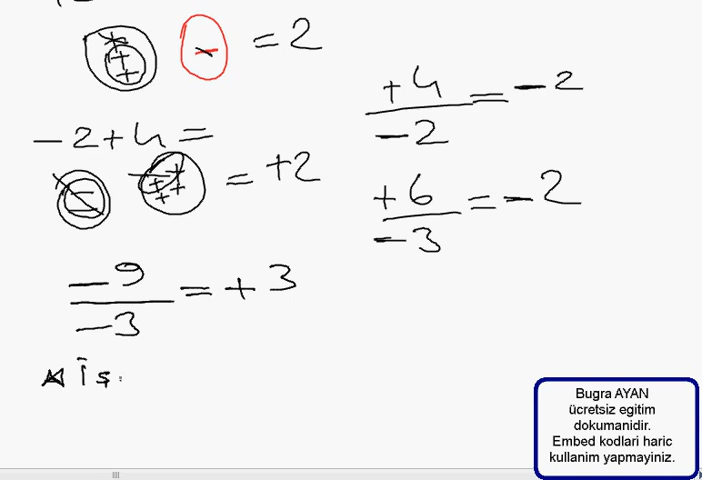 = 2
-2+4=
= +2
-9/-3 = +3
+4/-2 = -2
+6/-3 = -2
İş
Bugra AYAN
ücretsiz egitim
dokumanidir.
Embed kodlari haric
kullanim yapmayiniz.